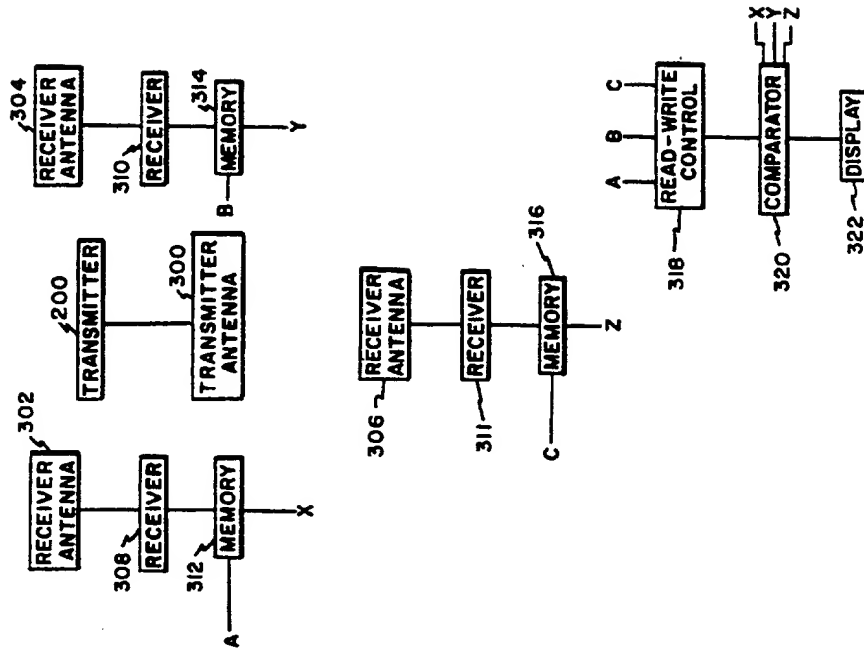 302
RECEIVER
ANTENNA
308
RECEIVER
312
MEMORY
A
X
200
TRANSMITTER
300
TRANSMITTER
ANTENNA
304
RECEIVER
ANTENNA
310
RECEIVER
314
MEMORY
B
Y
306
RECEIVER
ANTENNA
311
RECEIVER
316
MEMORY
C
Z
A
B
C
318
READ-WRITE
CONTROL
320
COMPARATOR
X
Y
Z
322
DISPLAY